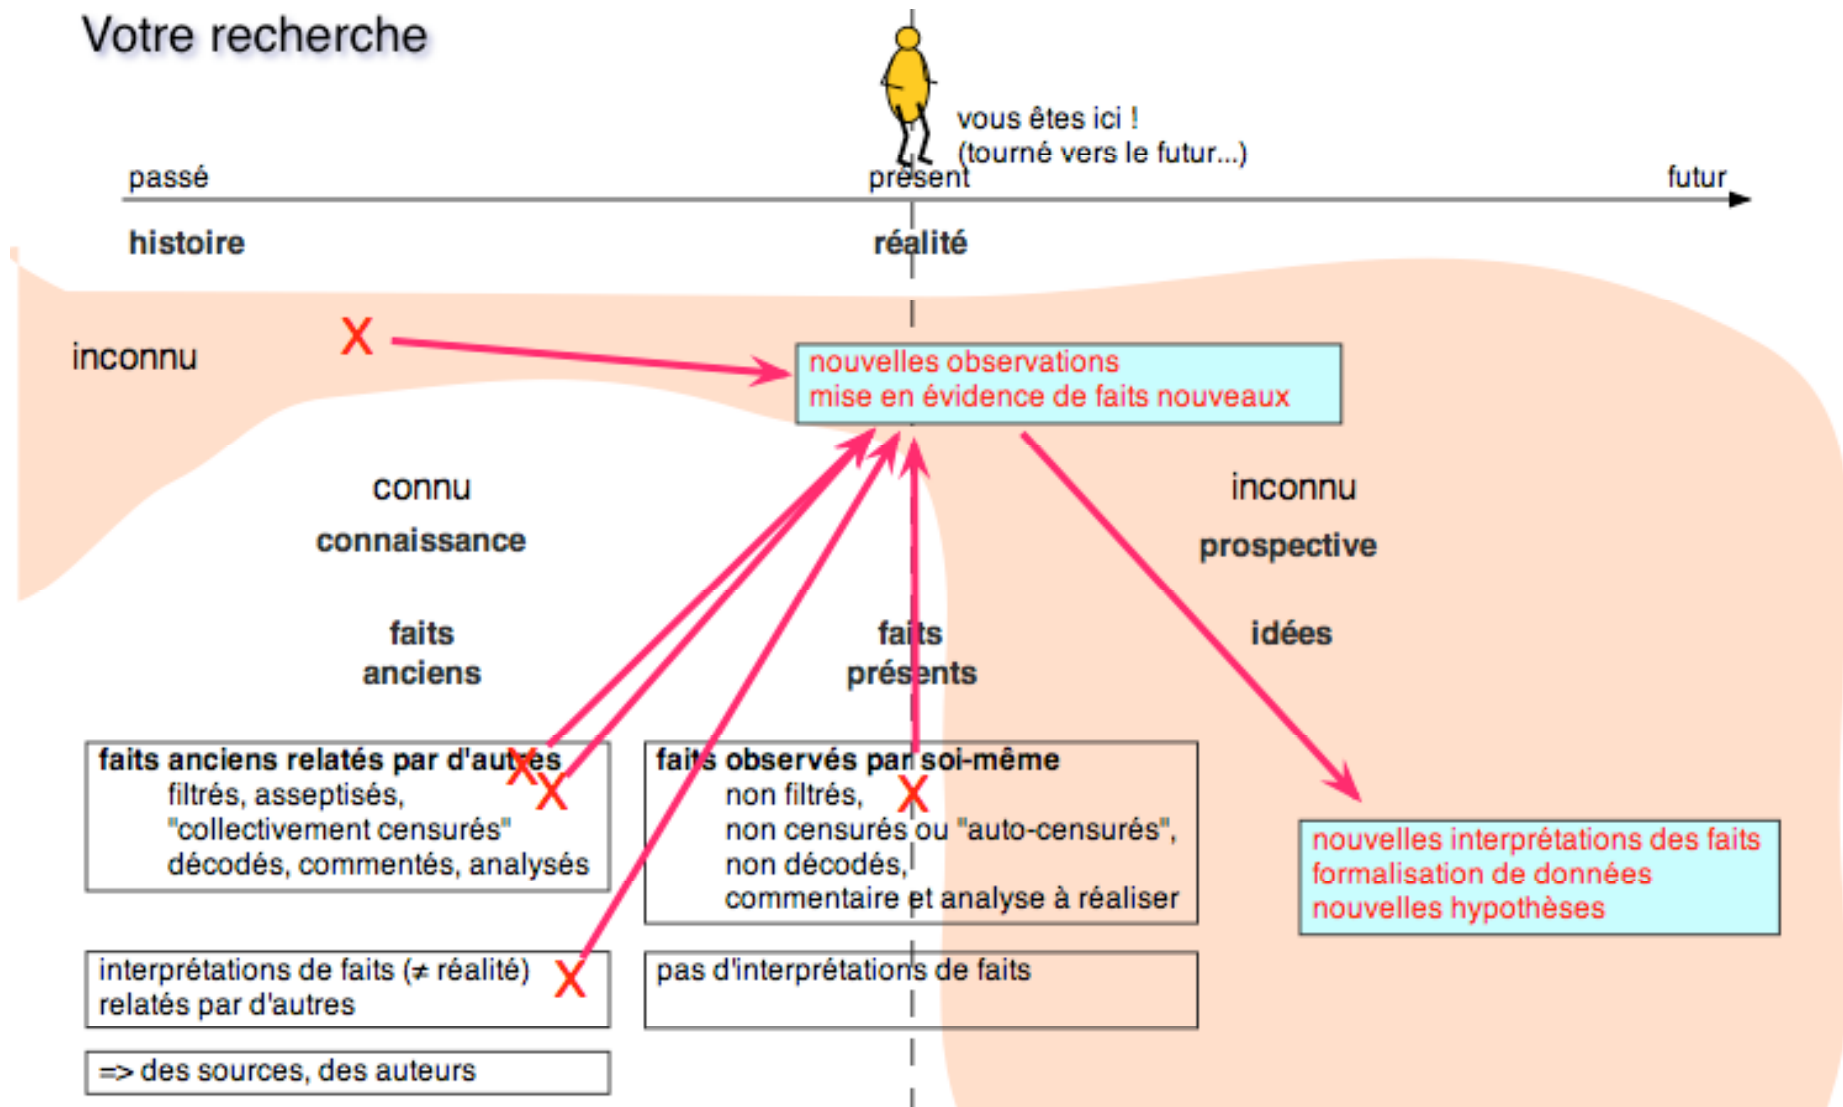 Votre recherche
vous êtes ici !
(tourné vers le futur...)
passé
présent
futur
histoire
réalité
inconnu
X
nouvelles observations
mise en évidence de faits nouveaux
connu
connaissance
inconnu
prospective
faits
anciens
faits
présents
idées
faits anciens relatés par d'autres
filtrés, aseptisés,
"collectivement censurés"
décodés, commentés, analysés
X
X
faits observés par soi-même
non filtrés,
non censurés ou "auto-censurés",
non décodés,
commentaire et analyse à réaliser
X
nouvelles interprétations des faits
formalisation de données
nouvelles hypothèses
interprétations de faits (≠ réalité)
relatés par d'autres
X
pas d'interprétations de faits
=> des sources, des auteurs